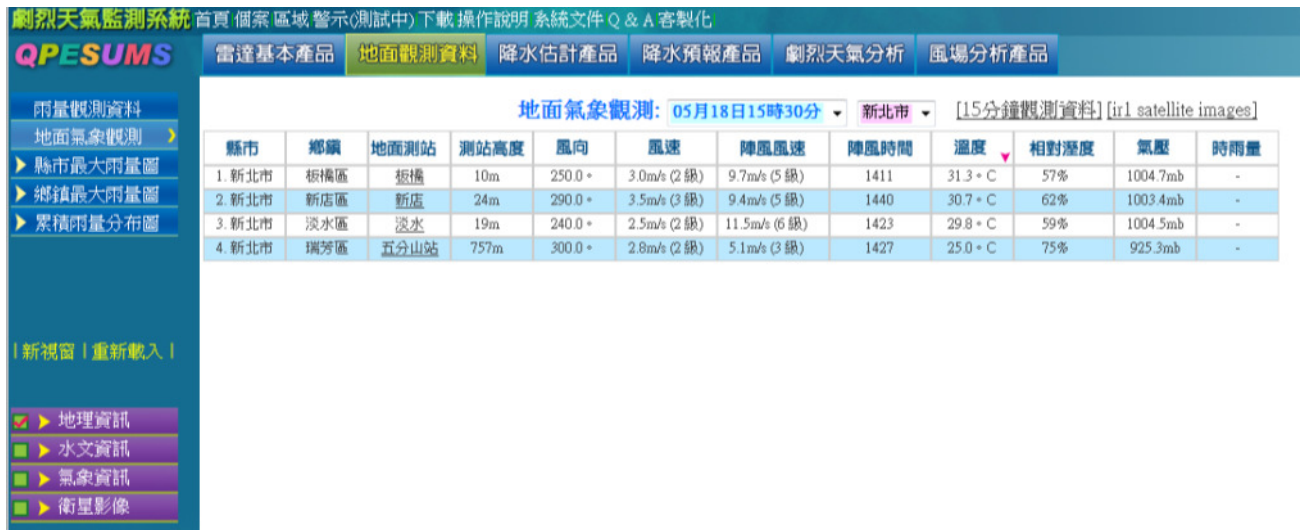 劇烈天氣監測系統 首頁 個案 區域 警示(測試中) 下載 操作說明 系統文件 Q & A 客製化
QPESUMS 雷達基本產品 地面觀測資料 降水估計產品 降水預報產品 劇烈天氣分析 風場分析產品
雨量觀測資料
地面氣象觀測
縣市最大雨量圖
鄉鎮最大雨量圖
累積雨量分布圖
|新視窗|重新載入|
地理資訊
水文資訊
氣象資訊
衛星影像
地面氣象觀測: 05月18日15時30分 新北市 [15分鐘觀測資料] [ir1 satellite images]
縣市 鄉鎮 地面測站 測站高度 風向 風速 陣風風速 陣風時間 溫度 相對溼度 氣壓 時雨量
1. 新北市 板橋區 板橋 10m 250.0 ° 3.0m/s (2 級) 9.7m/s (5 級) 1411 31.3 ° C 57% 1004.7mb -
2. 新北市 新店區 新店 24m 290.0 ° 3.5m/s (3 級) 9.4m/s (5 級) 1440 30.7 ° C 62% 1003.4mb -
3. 新北市 淡水區 淡水 19m 240.0 ° 2.5m/s (2 級) 11.5m/s (6 級) 1423 29.8 ° C 59% 1004.5mb -
4. 新北市 瑞芳區 五分山站 757m 300.0 ° 2.8m/s (2 級) 5.1m/s (3 級) 1427 25.0 ° C 75% 925.3mb -